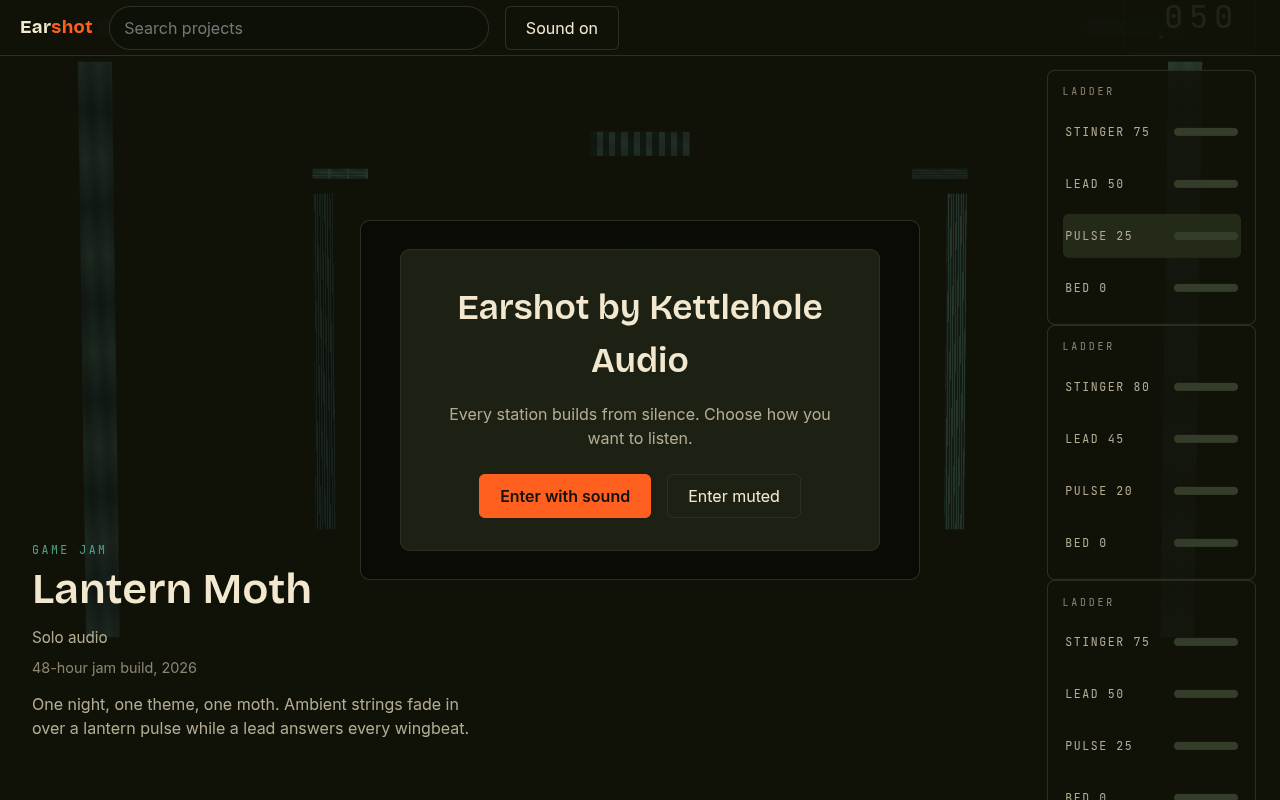 Earshot
Search projects
Sound on
050
LADDER
STINGER 75
LEAD 50
PULSE 25
BED 0
LADDER
STINGER 80
LEAD 45
PULSE 20
BED 0
LADDER
STINGER 75
LEAD 50
PULSE 25
BED 0
Earshot by Kettlehole
Audio
Every station builds from silence. Choose how you
want to listen.
Enter with sound
Enter muted
GAME JAM
Lantern Moth
Solo audio
48-hour jam build, 2026
One night, one theme, one moth. Ambient strings fade in
over a lantern pulse while a lead answers every wingbeat.